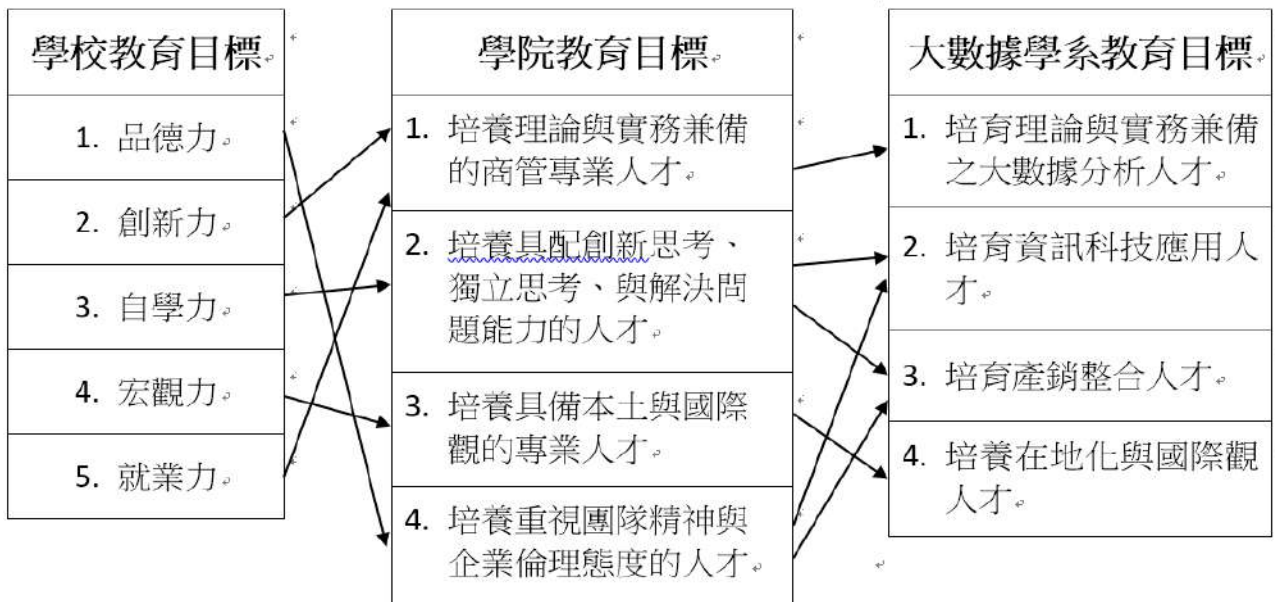 學校教育目標
1. 品德力
2. 創新力
3. 自學力
4. 宏觀力
5. 就業力
學院教育目標
1. 培養理論與實務兼備
的商管專業人才
2. 培養具配創新思考、
獨立思考、與解決問
題能力的人才
3. 培養具備本土與國際
觀的專業人才
4. 培養重視團隊精神與
企業倫理態度的人才
大數據學系教育目標
1. 培育理論與實務兼備
之大數據分析人才
2. 培育資訊科技應用人
才
3. 培育產銷整合人才
4. 培養在地化與國際觀
人才